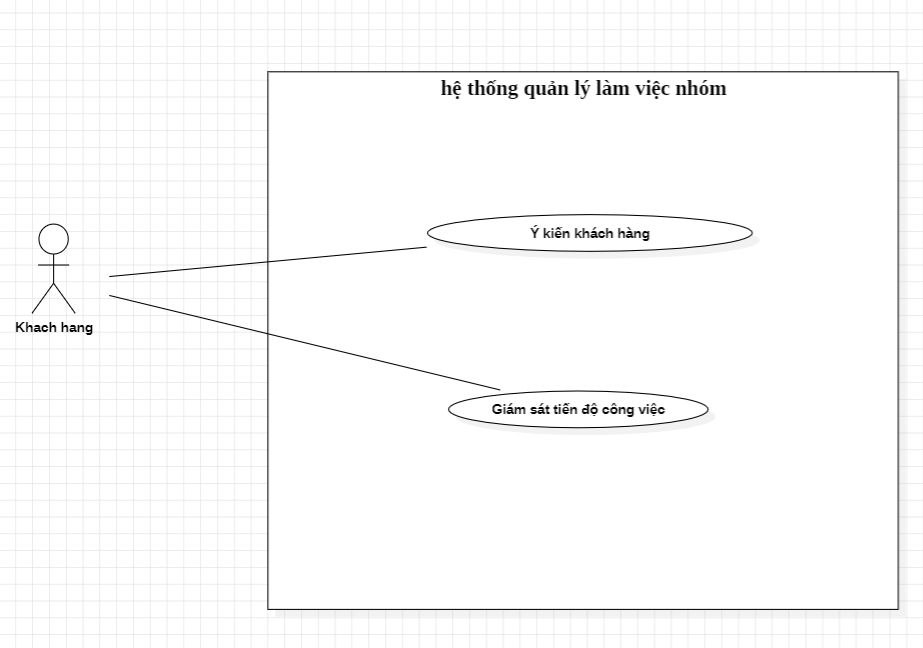 hệ thống quản lý làm việc nhóm
Ý kiến khách hàng
Khach hang
Giám sát tiến độ công việc